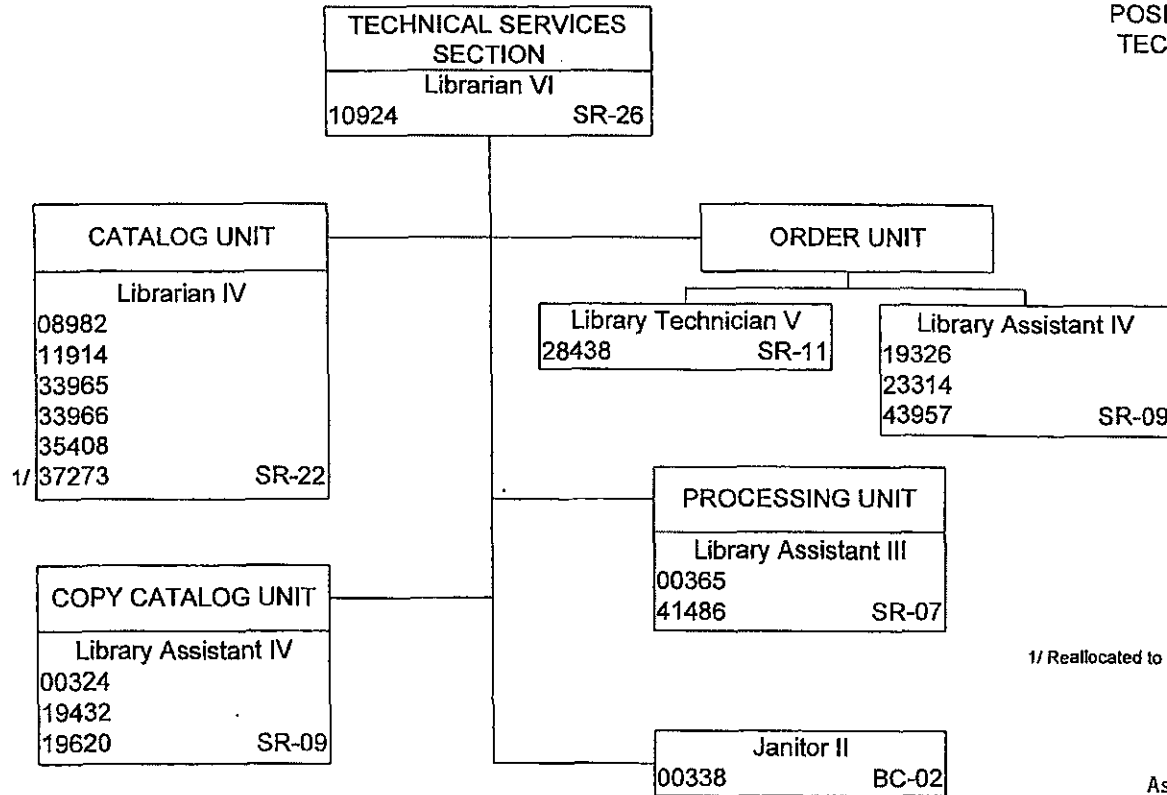 POSI
TEC
TECHNICAL SERVICES
SECTION
Librarian VI
10924 SR-26
CATALOG UNIT
Librarian IV
08982
11914
33965
33966
35408
1/ 37273 SR-22
ORDER UNIT
Library Technician V
28438 SR-11
Library Assistant IV
19326
23314
43957 SR-09
PROCESSING UNIT
Library Assistant III
00365
41486 SR-07
COPY CATALOG UNIT
Library Assistant IV
00324
19432
19620 SR-09
1/ Reallocated to
Janitor II
00338 BC-02
As